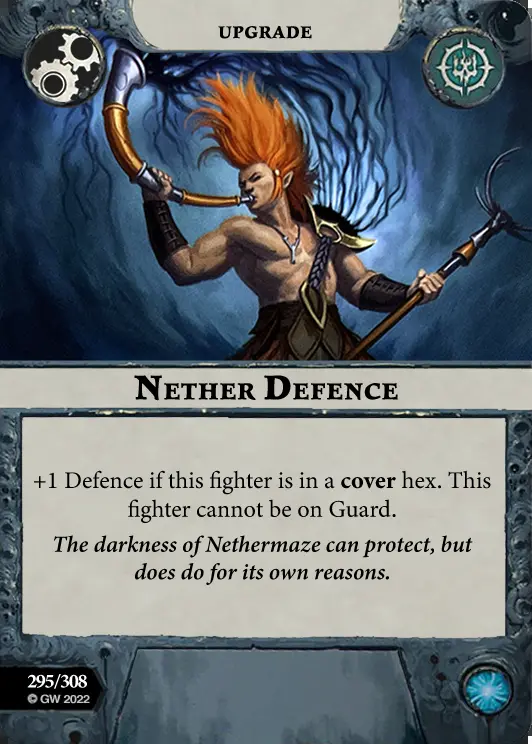 UPGRADE
NETHER DEFENCE
+1 Defence if this fighter is in a cover hex. This
fighter cannot be on Guard.
The darkness of Nethermaze can protect, but
does do for its own reasons.
295/308
© GW 2022